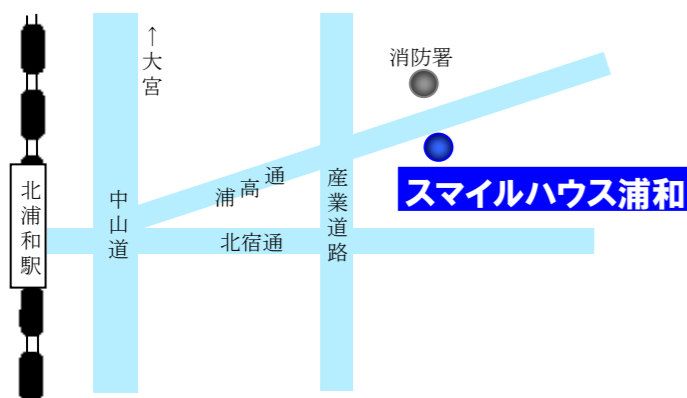 ↑大宮
消防署
北浦和駅
中山道
浦高通
産業道路
スマイルハウス浦和
北宿通